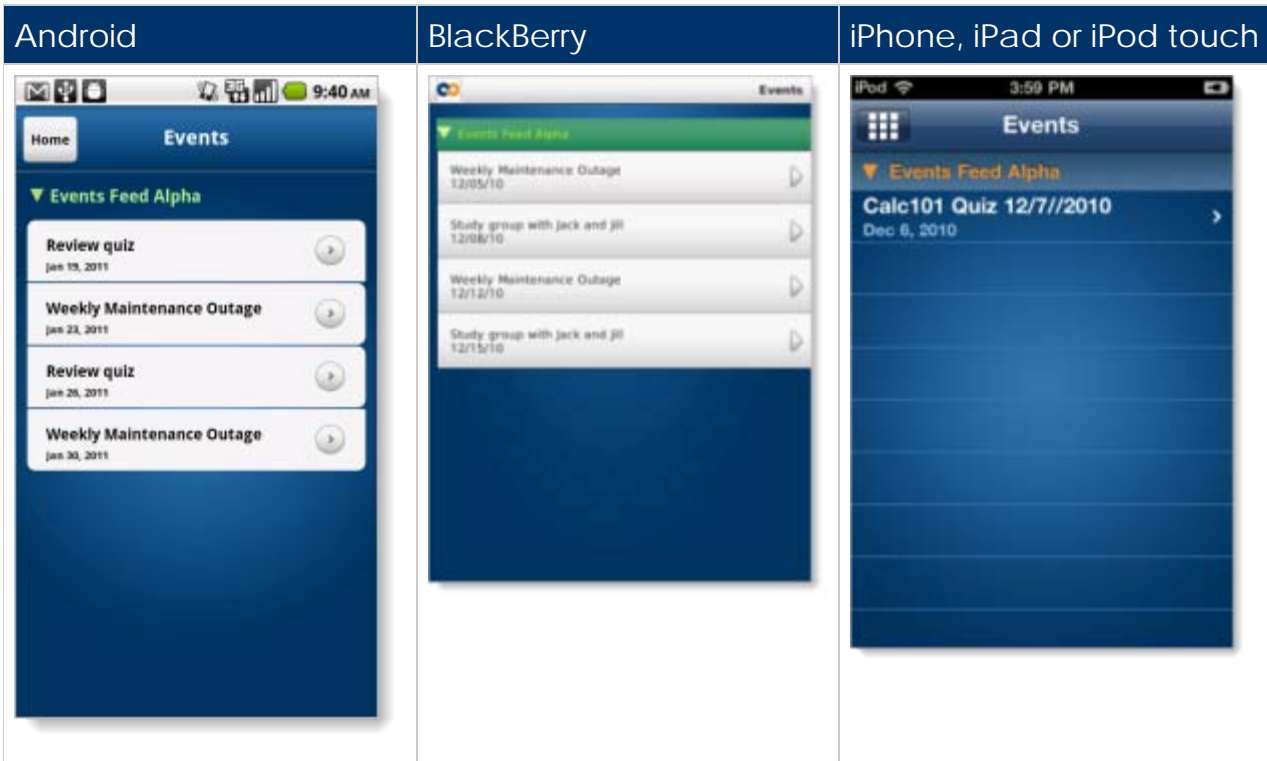 Android
BlackBerry
iPhone, iPad or iPod touch
9:40 AM
Home
Events
Events Feed Alpha
Review quiz
Jan 19, 2011
Weekly Maintenance Outage
Jan 23, 2011
Review quiz
Jan 26, 2011
Weekly Maintenance Outage
Jan 30, 2011
Events
Events Feed Alpha
Weekly Maintenance Outage
12/05/10
Study group with Jack and Jill
12/08/10
Weekly Maintenance Outage
12/12/10
Study group with Jack and Jill
12/15/10
iPod
3:59 PM
Events
Events Feed Alpha
Calc101 Quiz 12/7//2010
Dec 6, 2010